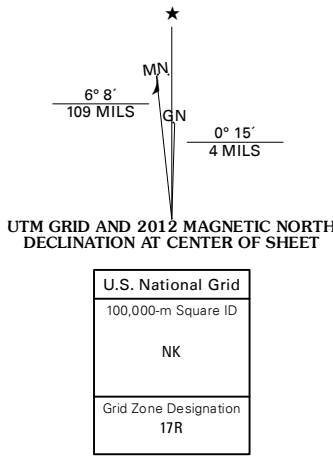 ★
MN
GN
6° 8´
109 MILS
0° 15´
4 MILS
UTM GRID AND 2012 MAGNETIC NORTH
DECLINATION AT CENTER OF SHEET
U.S. National Grid
100,000-m Square ID
NK
Grid Zone Designation
17R